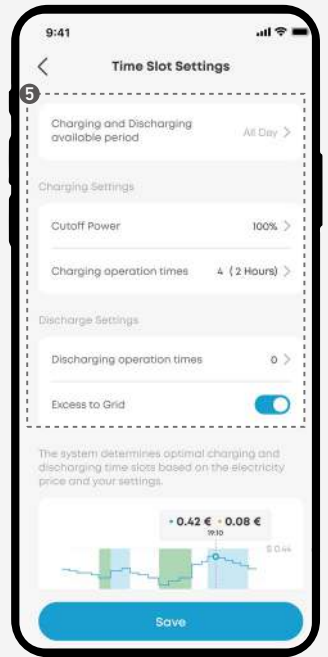 9:41
Time Slot Settings
5
Charging and Discharging
available period
All Day
Charging Settings
Cutoff Power
100%
Charging operation times
4 ( 2 Hours)
Discharge Settings
Discharging operation times
0
Excess to Grid
The system determines optimal charging and
discharging time slots based on the electricity
price and your settings.
0.42 € 0.08 €
19:10
$ 0.44
Save